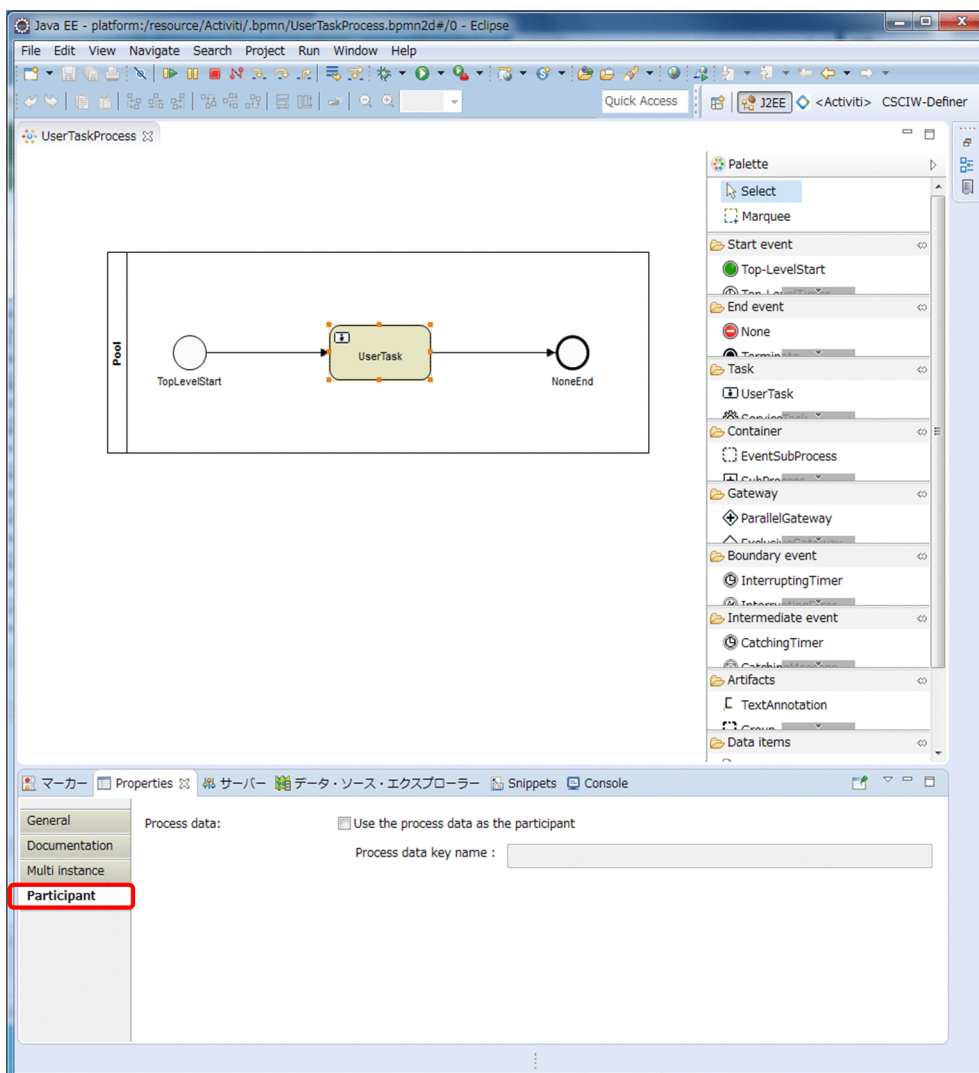 Java EE - platform:/resource/Activiti/.bpmn/UserTaskProcess.bpmn2d#/0 - Eclipse
File Edit View Navigate Search Project Run Window Help
Quick Access J2EE <Activiti> CSCIW-Definer
UserTaskProcess
Palette
Select
Marquee
Start event
Top-LevelStart
End event
None
Task
UserTask
Container
EventSubProcess
Gateway
ParallelGateway
Boundary event
InterruptingTimer
Intermediate event
CatchingTimer
Artifacts
TextAnnotation
Data items
Pool
TopLevelStart
UserTask
NoneEnd
マーカー Properties サーバー データ・ソース・エクスプローラー Snippets Console
General
Documentation
Multi instance
Participant
Process data: Use the process data as the participant
Process data key name :